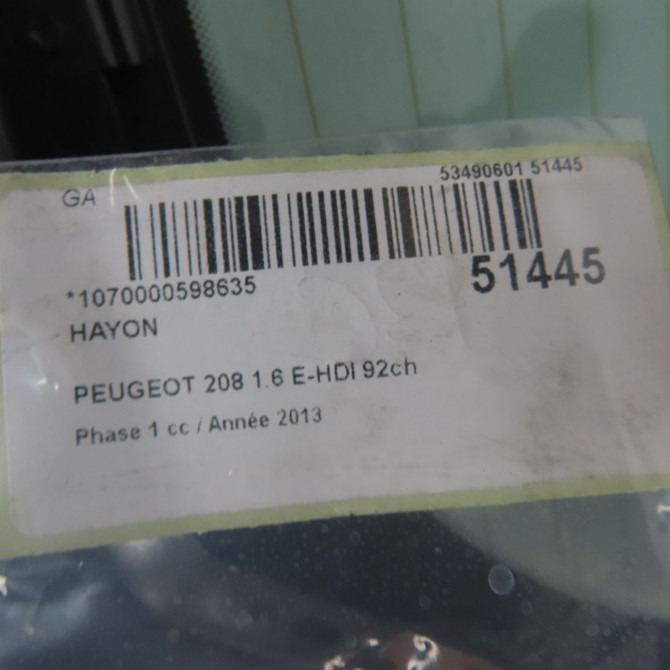 53490601 51445
GA
*1070000598635
51445
HAYON
PEUGEOT 208 1.6 E-HDI 92ch
Phase 1 cc / Année 2013